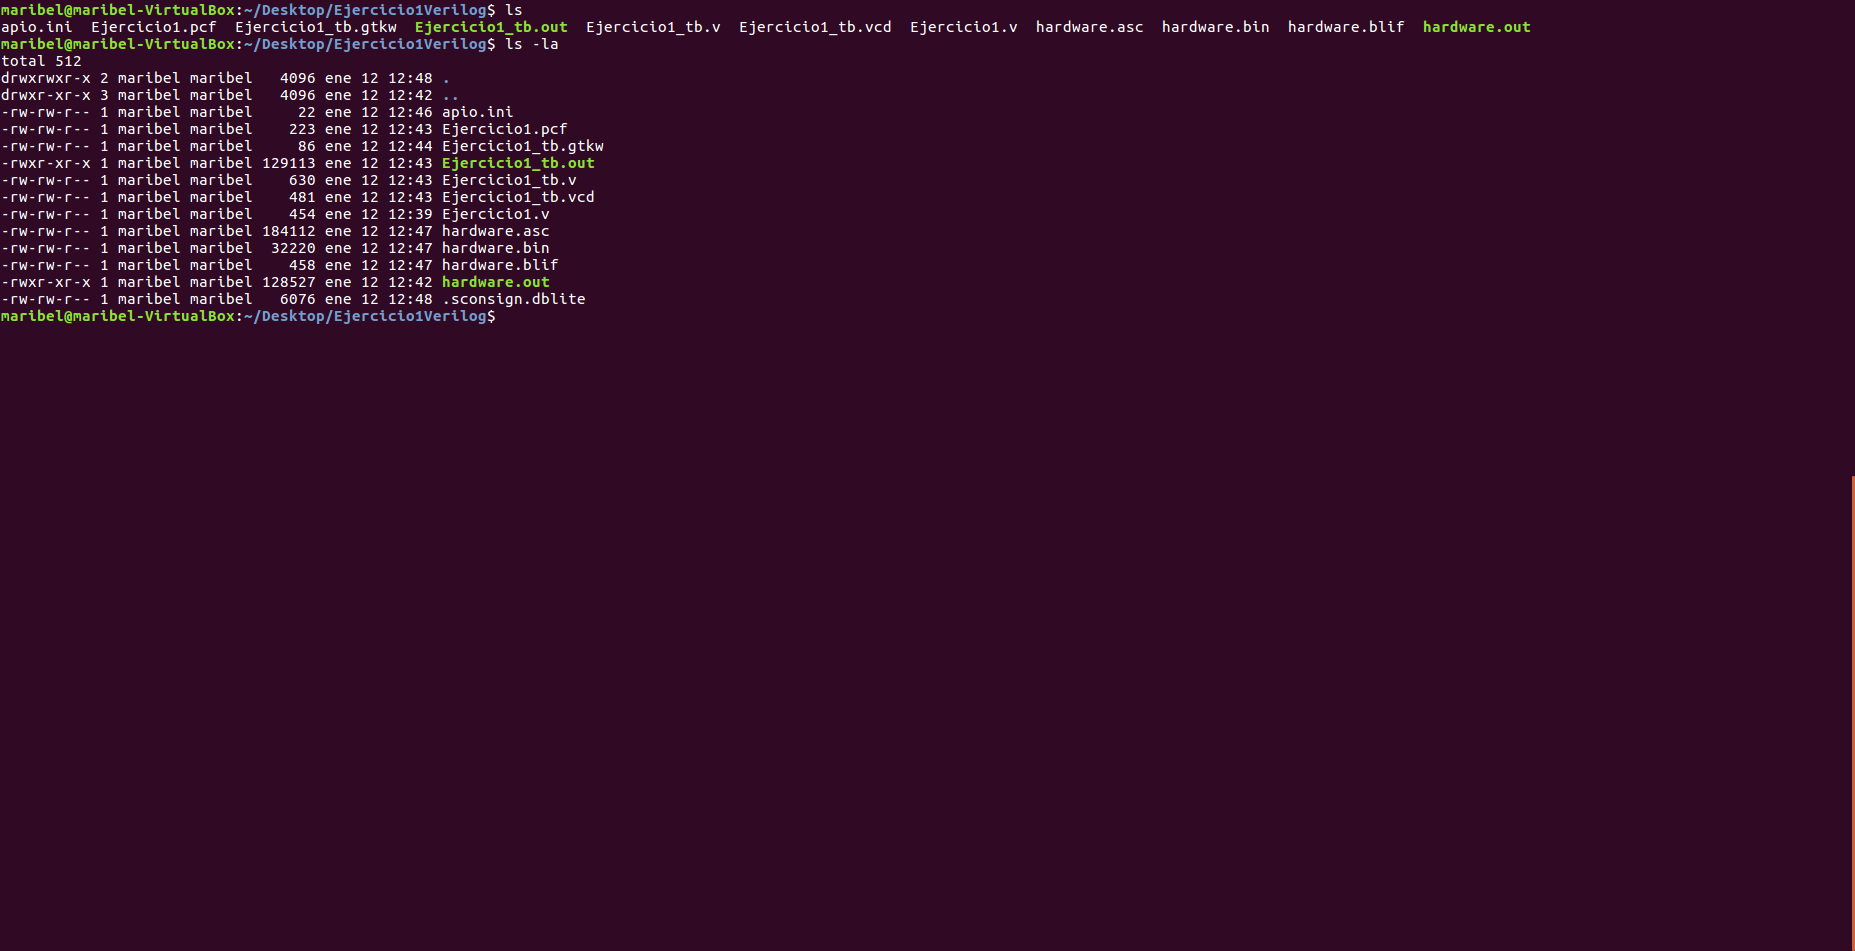 maribel@maribel-VirtualBox:~/Desktop/Ejercicio1Verilog$ ls
apio.ini  Ejercicio1.pcf  Ejercicio1_tb.gtkw  Ejercicio1_tb.out  Ejercicio1_tb.v  Ejercicio1_tb.vcd  Ejercicio1.v  hardware.asc  hardware.bin  hardware.blif  hardware.out
maribel@maribel-VirtualBox:~/Desktop/Ejercicio1Verilog$ ls -la
total 512
drwxrwxr-x 2 maribel maribel   4096 ene 12 12:48 .
drwxr-xr-x 3 maribel maribel   4096 ene 12 12:42 ..
-rw-rw-r-- 1 maribel maribel     22 ene 12 12:46 apio.ini
-rw-rw-r-- 1 maribel maribel    223 ene 12 12:43 Ejercicio1.pcf
-rw-rw-r-- 1 maribel maribel     86 ene 12 12:44 Ejercicio1_tb.gtkw
-rwxr-xr-x 1 maribel maribel 129113 ene 12 12:43 Ejercicio1_tb.out
-rw-rw-r-- 1 maribel maribel    630 ene 12 12:43 Ejercicio1_tb.v
-rw-rw-r-- 1 maribel maribel    481 ene 12 12:43 Ejercicio1_tb.vcd
-rw-rw-r-- 1 maribel maribel    454 ene 12 12:39 Ejercicio1.v
-rw-rw-r-- 1 maribel maribel 184112 ene 12 12:47 hardware.asc
-rw-rw-r-- 1 maribel maribel  32220 ene 12 12:47 hardware.bin
-rw-rw-r-- 1 maribel maribel    458 ene 12 12:47 hardware.blif
-rwxr-xr-x 1 maribel maribel 128527 ene 12 12:42 hardware.out
-rw-rw-r-- 1 maribel maribel   6076 ene 12 12:48 .sconsign.dblite
maribel@maribel-VirtualBox:~/Desktop/Ejercicio1Verilog$